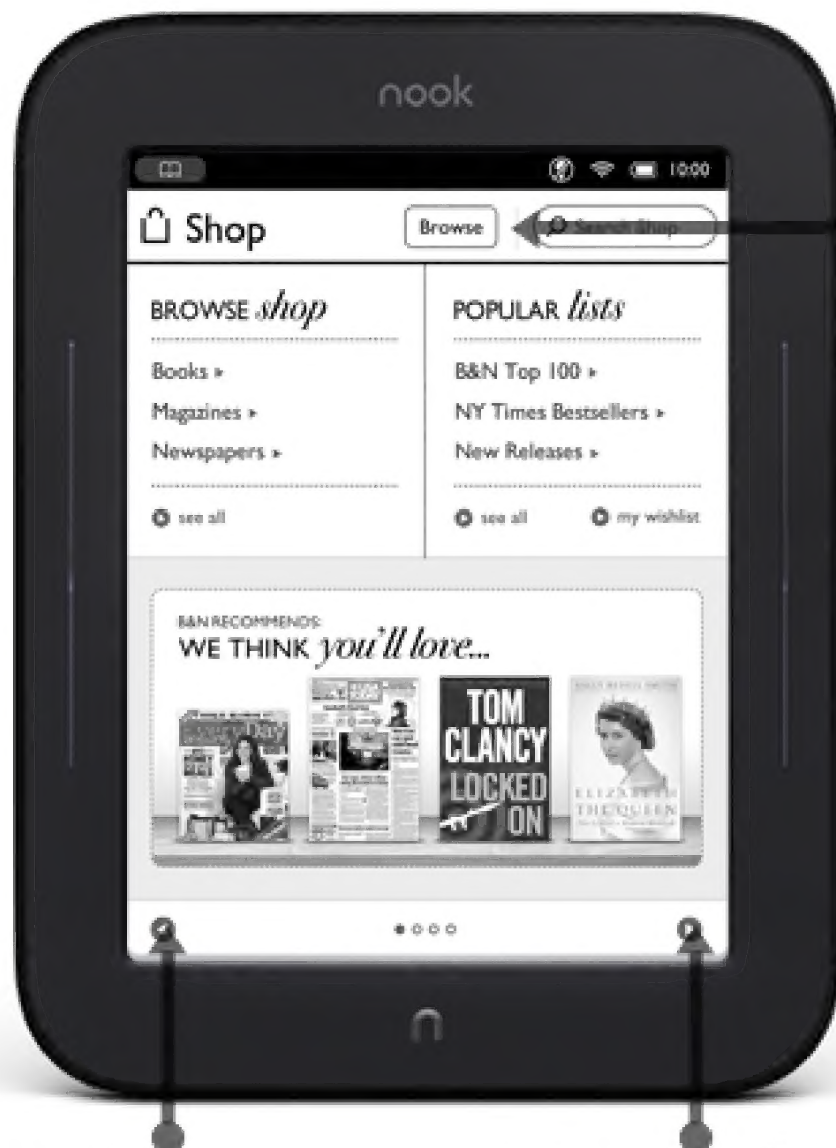 nook
10:00
Shop
Browse
Search Shop
BROWSE shop
Books
Magazines
Newspapers
see all
POPULAR lists
B&N Top 100
NY Times Bestsellers
New Releases
see all
my wishlist
B&N RECOMMENDS:
WE THINK you'll love...
TOM
CLANCY
LOCKED
ON
ELIZABETH
THE QUEEN
n